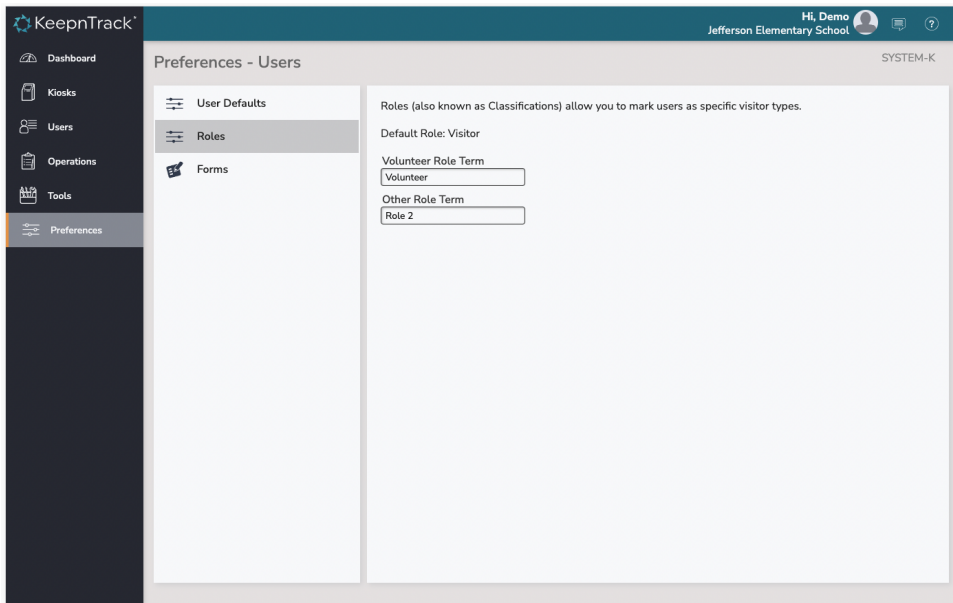 KeepnTrack
Hi, Demo
Jefferson Elementary School
?
Dashboard
Kiosks
Users
Operations
Tools
Preferences
Preferences - Users
SYSTEM-K
User Defaults
Roles
Forms
Roles (also known as Classifications) allow you to mark users as specific visitor types.
Default Role: Visitor
Volunteer Role Term
Volunteer
Other Role Term
Role 2